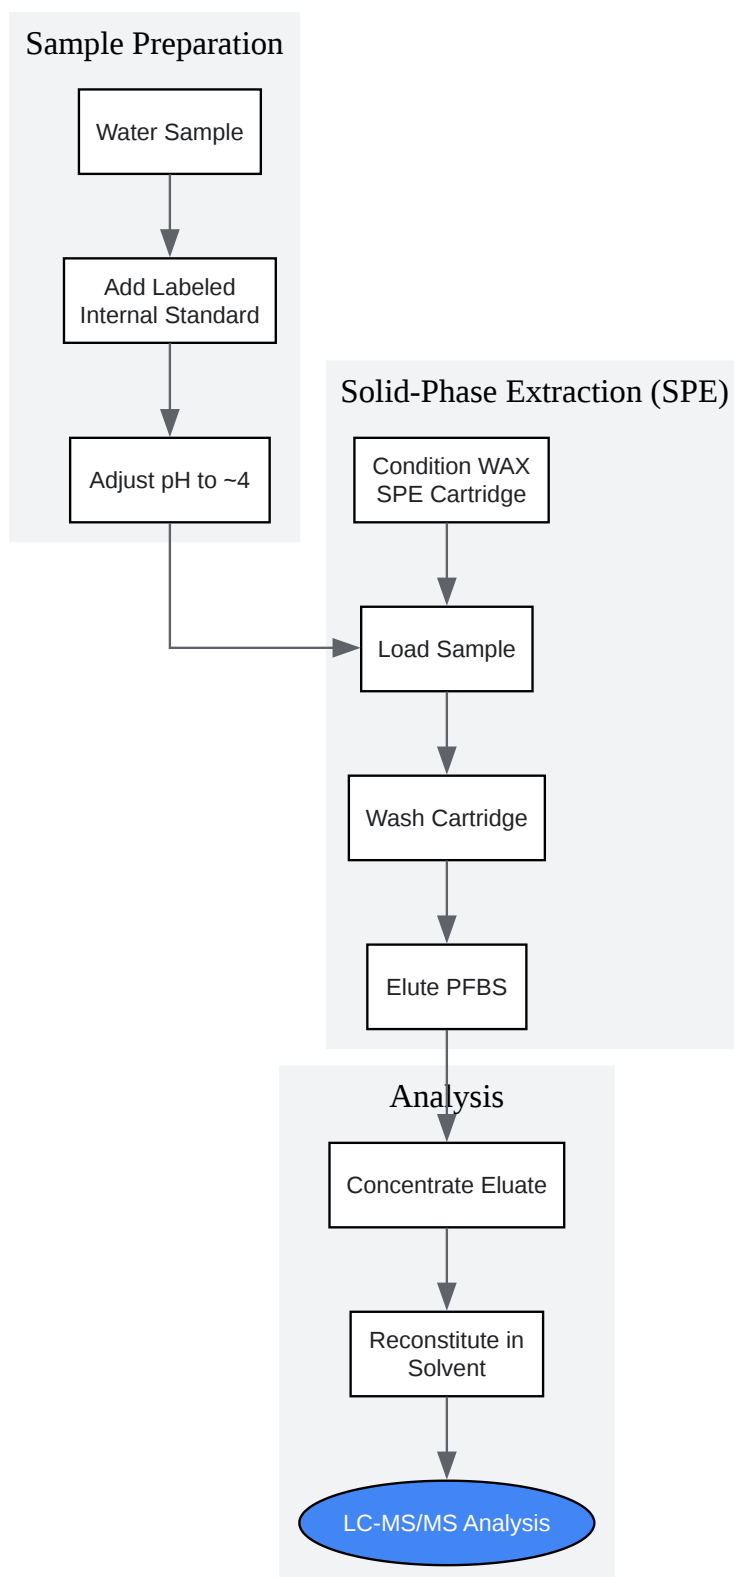 Sample Preparation
Water Sample
Add Labeled
Internal Standard
Adjust pH to ~4
Solid-Phase Extraction (SPE)
Condition WAX
SPE Cartridge
Load Sample
Wash Cartridge
Elute PFBS
Analysis
Concentrate Eluate
Reconstitute in
Solvent
LC-MS/MS Analysis